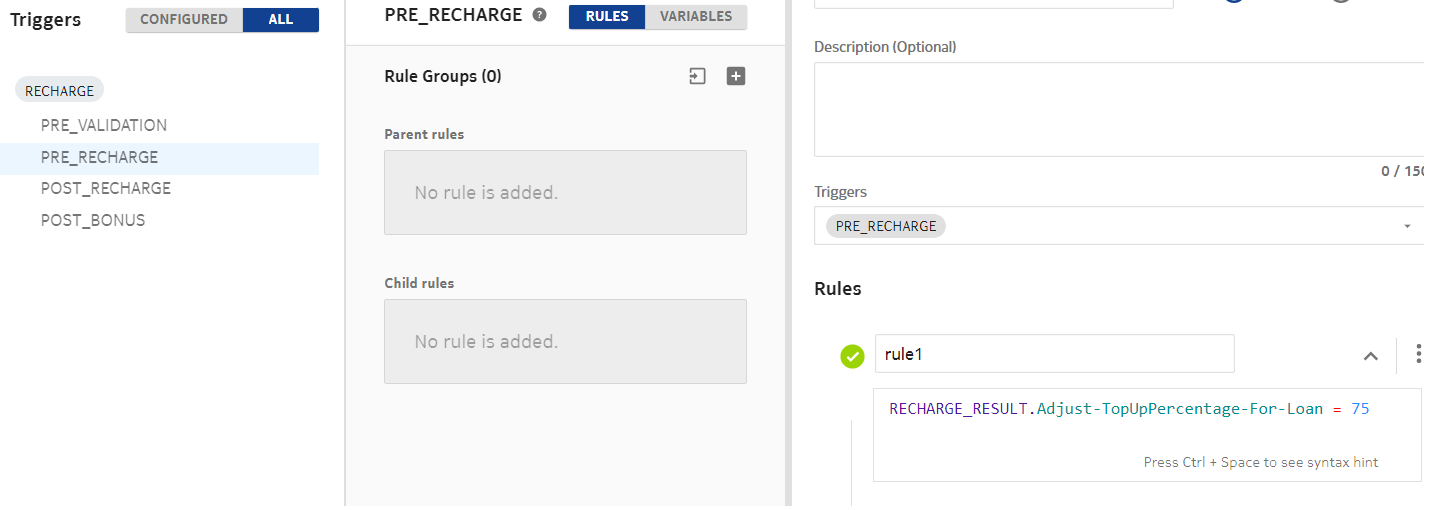 Triggers
CONFIGURED
ALL
RECHARGE
PRE_VALIDATION
PRE_RECHARGE
POST_RECHARGE
POST_BONUS
PRE_RECHARGE ?
RULES
VARIABLES
Rule Groups (0)
Parent rules
No rule is added.
Child rules
No rule is added.
Description (Optional)
0 / 150
Triggers
PRE_RECHARGE
Rules
rule1
RECHARGE_RESULT.Adjust-TopUpPercentage-For-Loan = 75
Press Ctrl + Space to see syntax hint